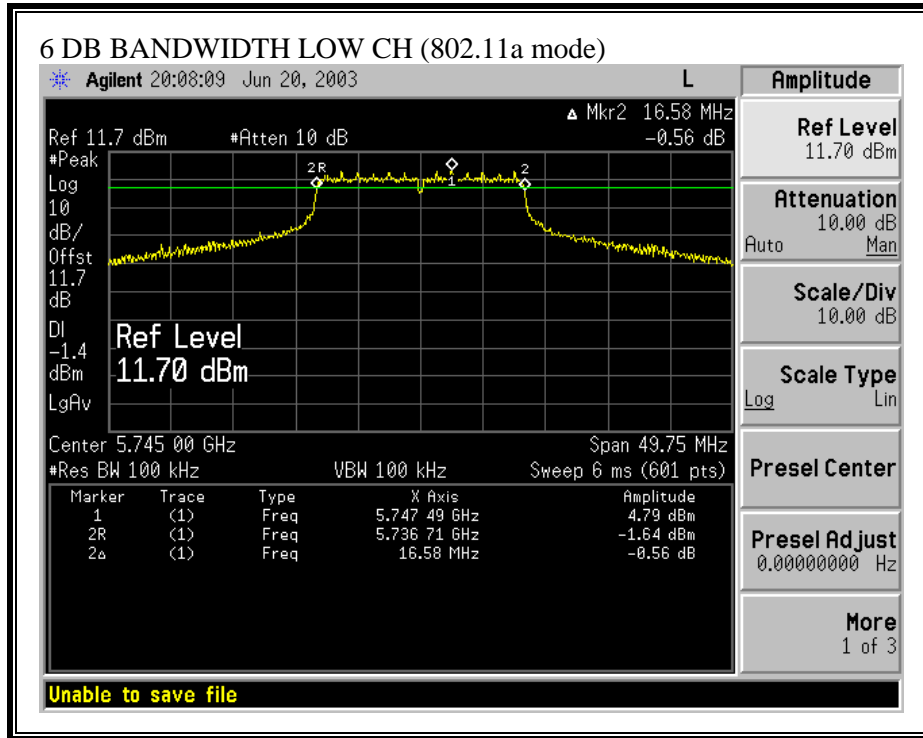 6 DB BANDWIDTH LOW CH (802.11a mode)
Agilent 20:08:09 Jun 20, 2003 L
Δ Mkr2 16.58 MHz
Ref 11.7 dBm #Atten 10 dB -0.56 dB
#Peak
Log
10
dB/
Offst
11.7
dB
DI
-1.4
dBm
LgAv
2R
1
2
Ref Level
11.70 dBm
Center 5.745 00 GHz Span 49.75 MHz
#Res BW 100 kHz VBW 100 kHz Sweep 6 ms (601 pts)
Marker Trace Type X Axis Amplitude
1 (1) Freq 5.747 49 GHz 4.79 dBm
2R (1) Freq 5.736 71 GHz -1.64 dBm
2Δ (1) Freq 16.58 MHz -0.56 dB
Unable to save file
Amplitude
Ref Level
11.70 dBm
Attenuation
10.00 dB
Auto Man
Scale/Div
10.00 dB
Scale Type
Log Lin
Presel Center
Presel Adjust
0.00000000 Hz
More
1 of 3